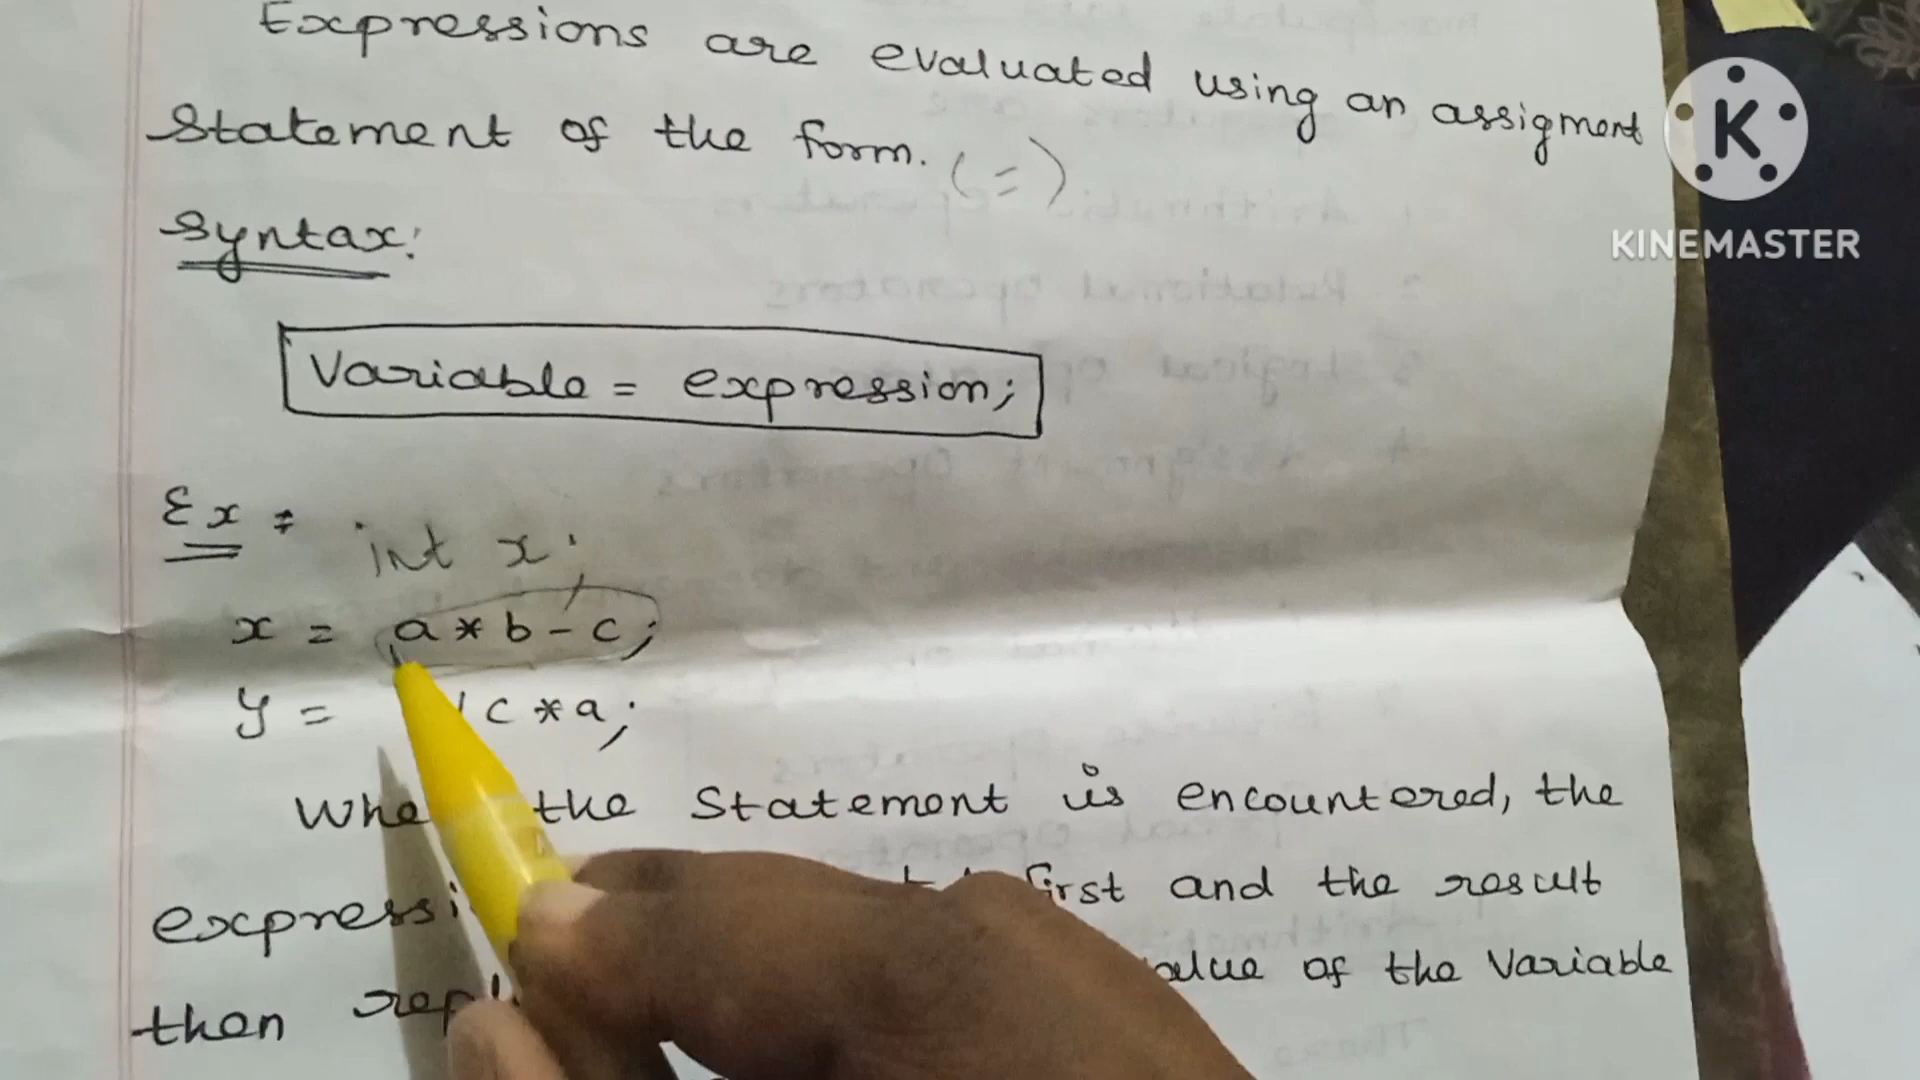 Expressions are evaluated using an assigment
Statement of the form. (=)
Syntax:
Variable = expression;
Ex: int x;
x = a * b - c;
y = c * a;
the Statement is encountered, the
first and the result
then of the Variable
K
KINEMASTER